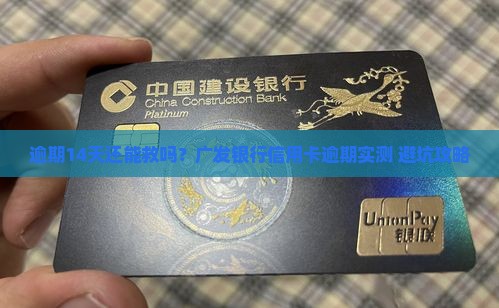 中国建设银行
China Construction Bank
Platinum
逾期14天还能救吗？广发银行信用卡逾期实测 避坑攻略
UnionPay
银联